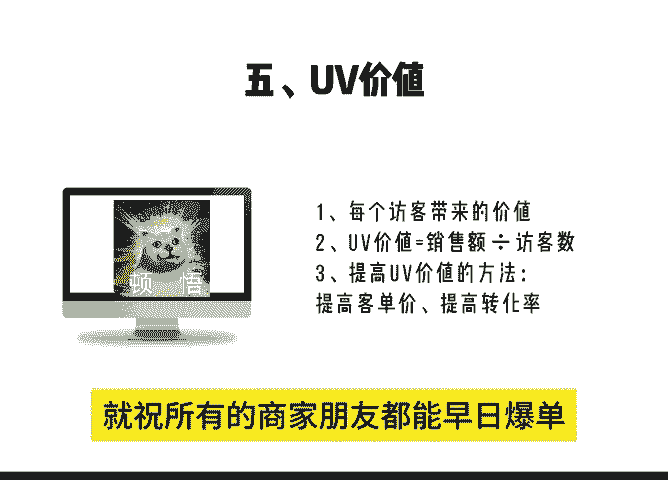 五、UV价值
顿 悟
1、每个访客带来的价值
2、UV价值=销售额÷访客数
3、提高UV价值的方法：
提高客单价、提高转化率
就祝所有的商家朋友都能早日爆单